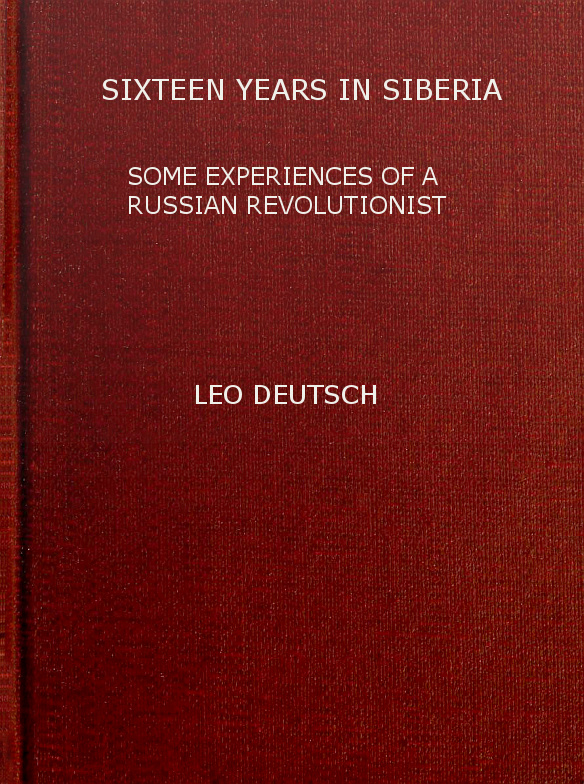 SIXTEEN YEARS IN SIBERIA
SOME EXPERIENCES OF A
RUSSIAN REVOLUTIONIST
LEO DEUTSCH